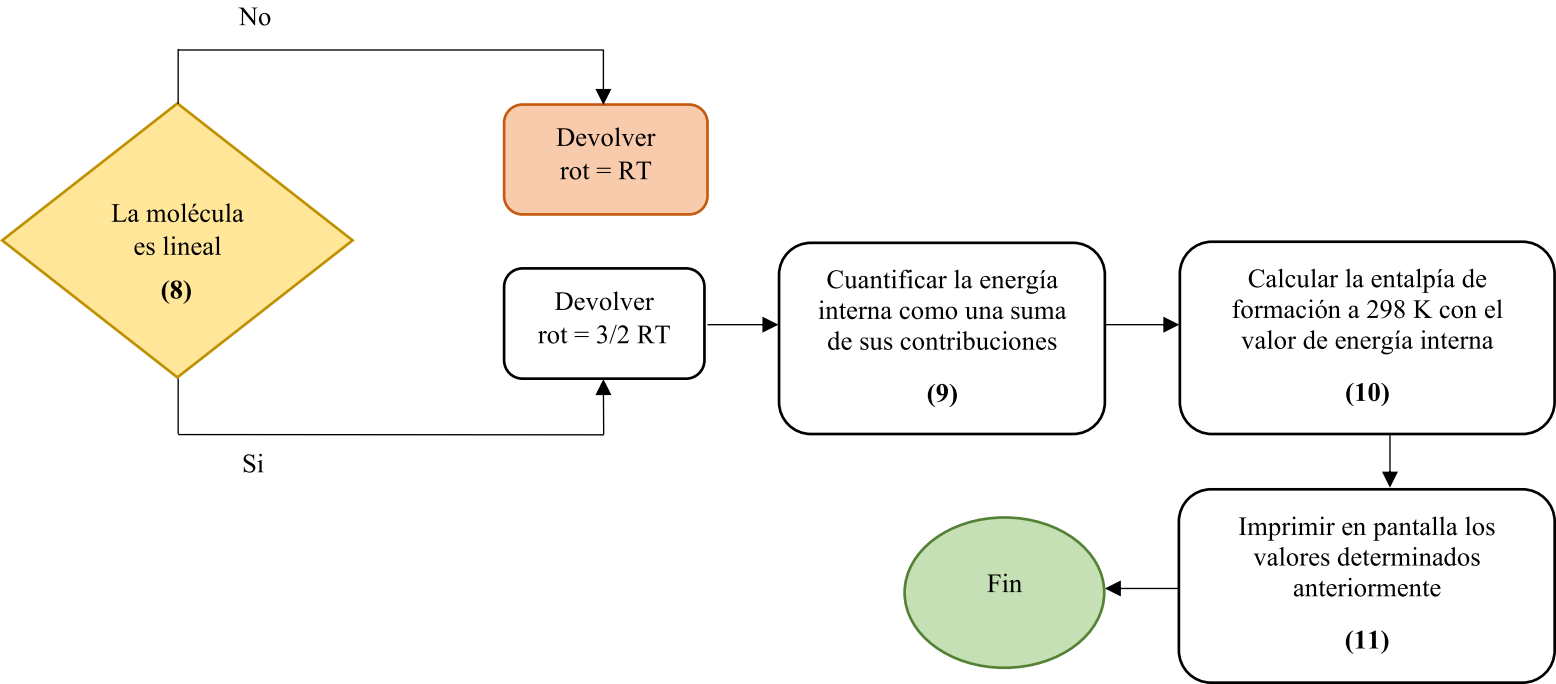 No
Devolver
rot = RT
La molécula
es lineal
(8)
Devolver
rot = 3/2 RT
Si
Cuantificar la energía
interna como una suma
de sus contribuciones
(9)
Calcular la entalpía de
formación a 298 K con el
valor de energía interna
(10)
Imprimir en pantalla los
valores determinados
anteriormente
(11)
Fin